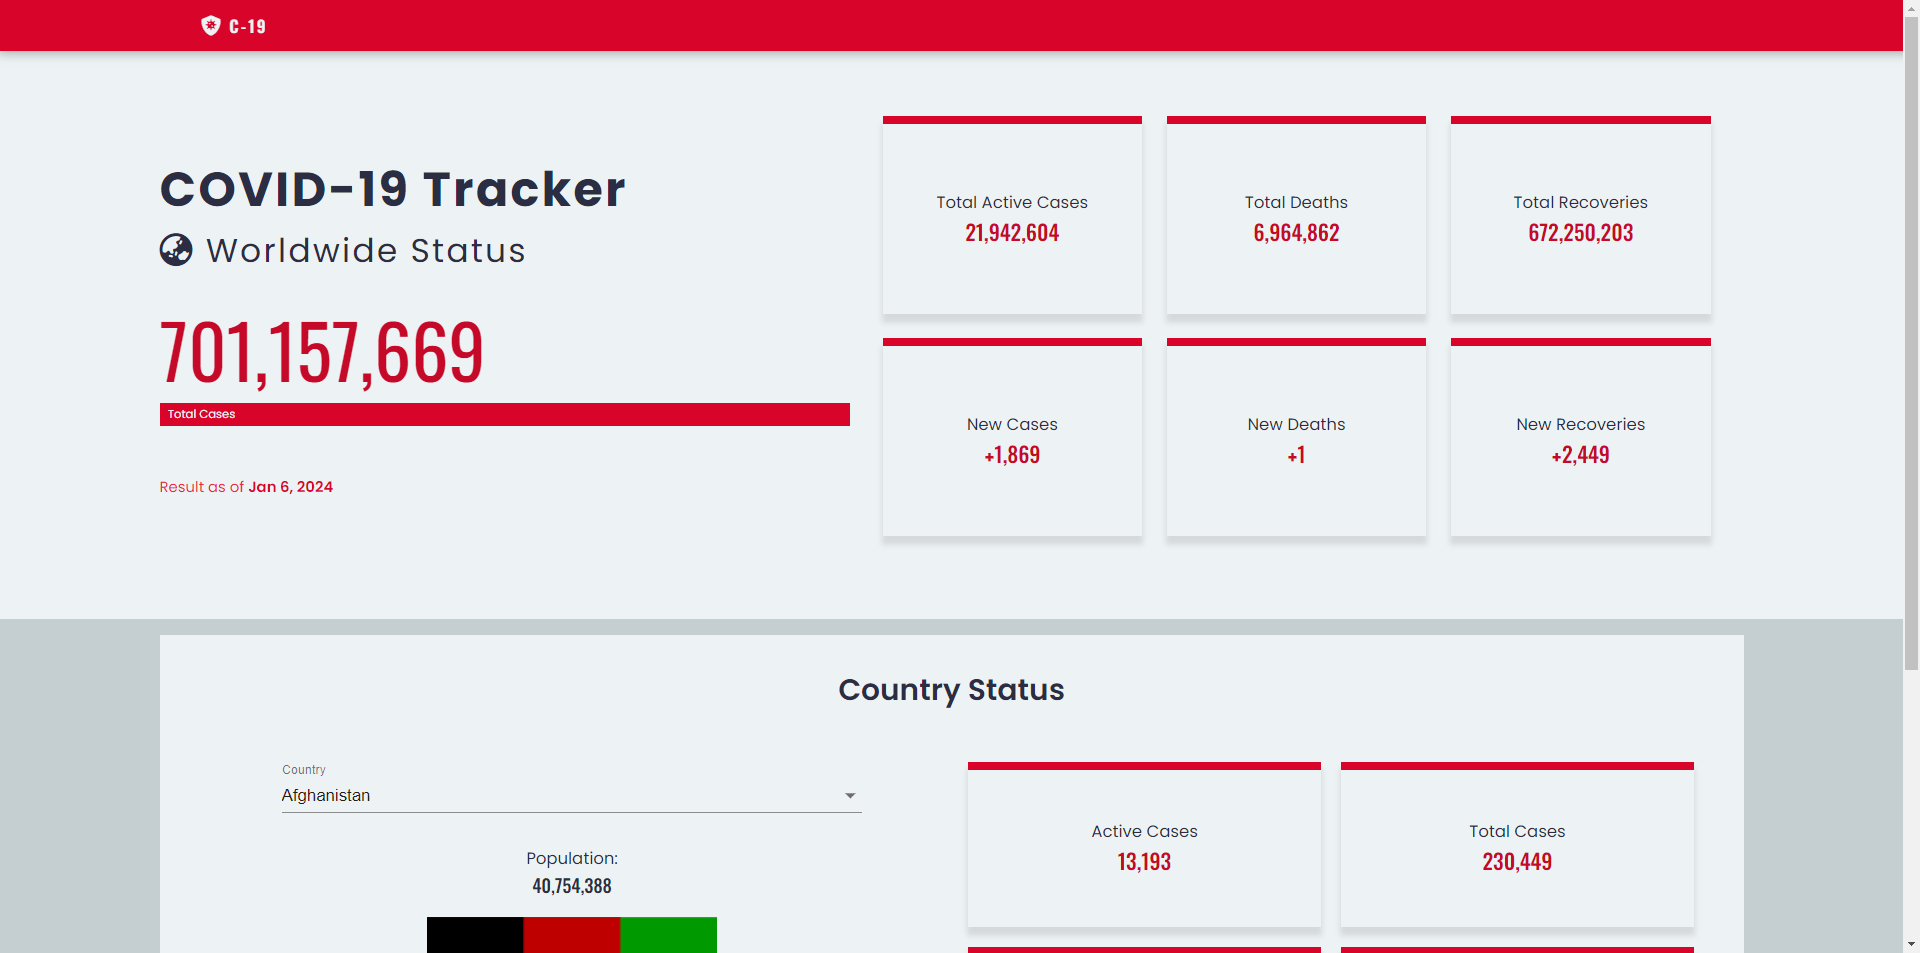 C-19
COVID-19 Tracker
Worldwide Status
701,157,669
Total Cases
Result as of Jan 6, 2024
Total Active Cases
21,942,604
Total Deaths
6,964,862
Total Recoveries
672,250,203
New Cases
+1,869
New Deaths
+1
New Recoveries
+2,449
Country Status
Country
Afghanistan
Population:
40,754,388
Active Cases
13,193
Total Cases
230,449